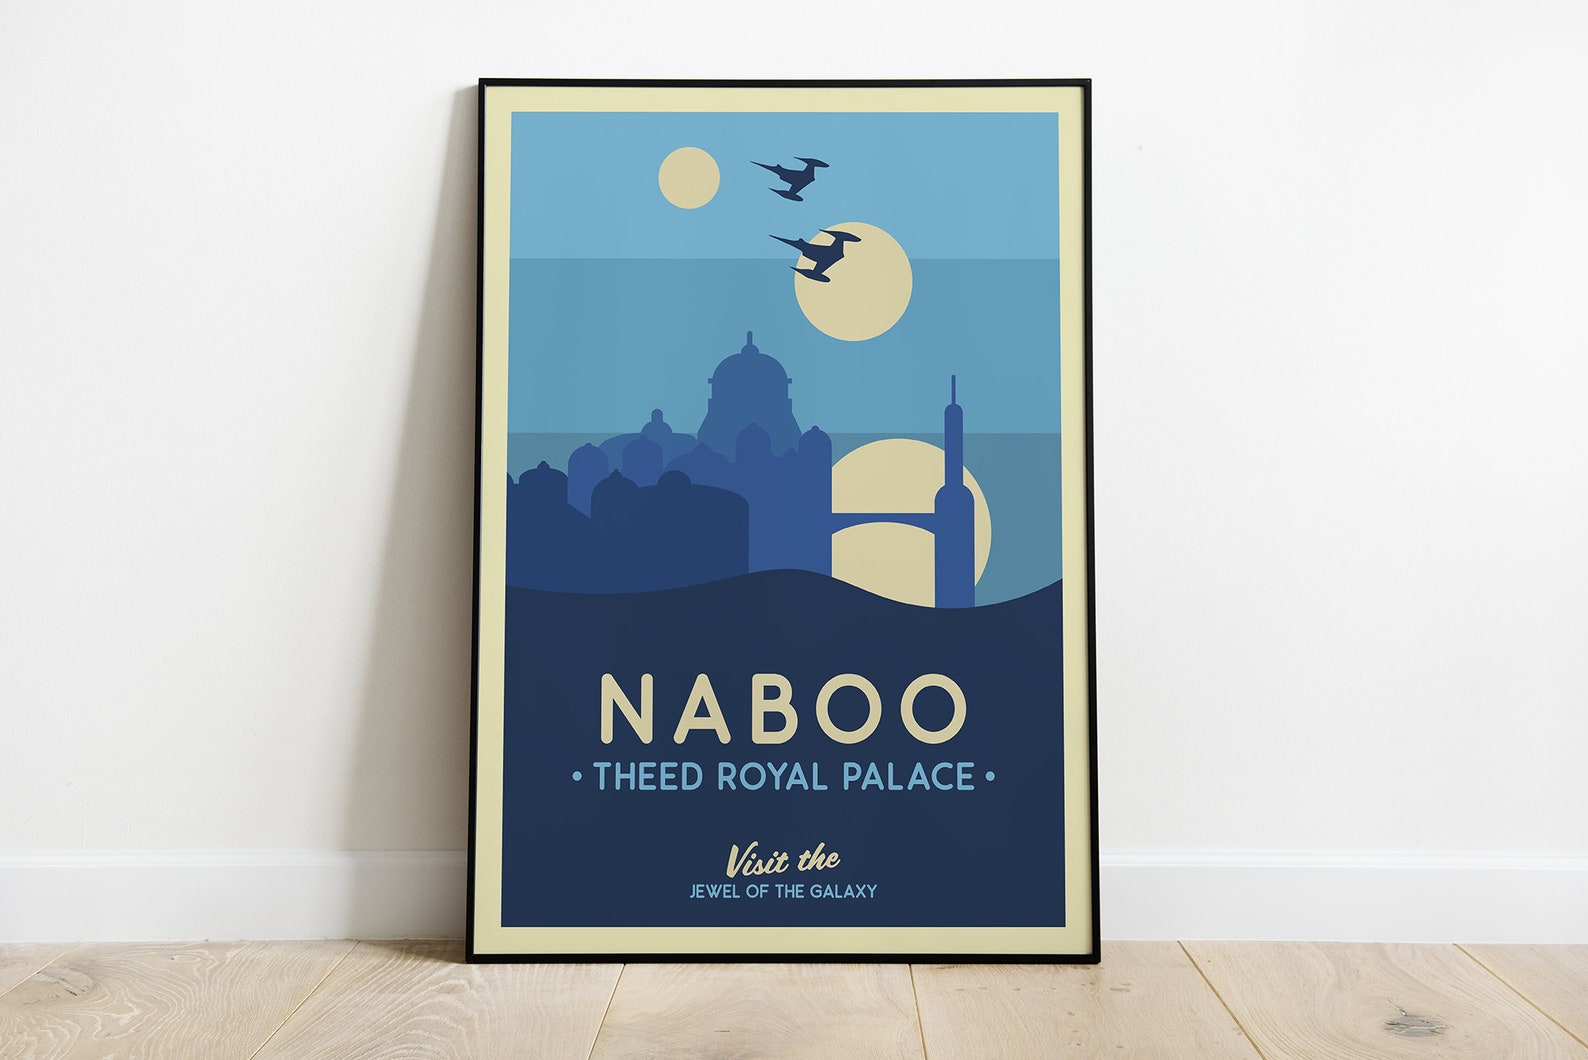 NABOO
• THEED ROYAL PALACE •
Visit the
JEWEL OF THE GALAXY